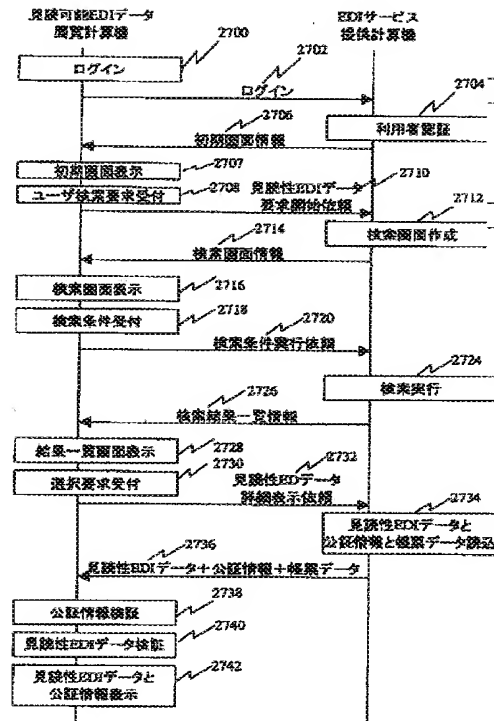 見読可能EDIデータ
閲覧計算機
EDIサービス
提供計算機
2700
ログイン
2702
ログイン
2704
利用者認証
2706
初期画面情報
初期画面表示
2707
ユーザ検索要求受付
2708
見読性EDIデータ
要求開始依頼
2710
2712
検索画面作成
2714
検索画面情報
検索画面表示
2716
検索条件受付
2718
2720
検索条件実行依頼
2724
検索実行
2726
検索結果一覧情報
結果一覧画面表示
2728
選択要求受付
2730
2732
見読性EDデータ
詳細表示依頼
2734
見読性EDIデータと
公証情報と帳票データ読込
2736
見読性EDIデータ+公証情報+帳票データ
公証情報検証
2738
見読性EDIデータ検証
2740
見読性EDIデータと
公証情報表示
2742